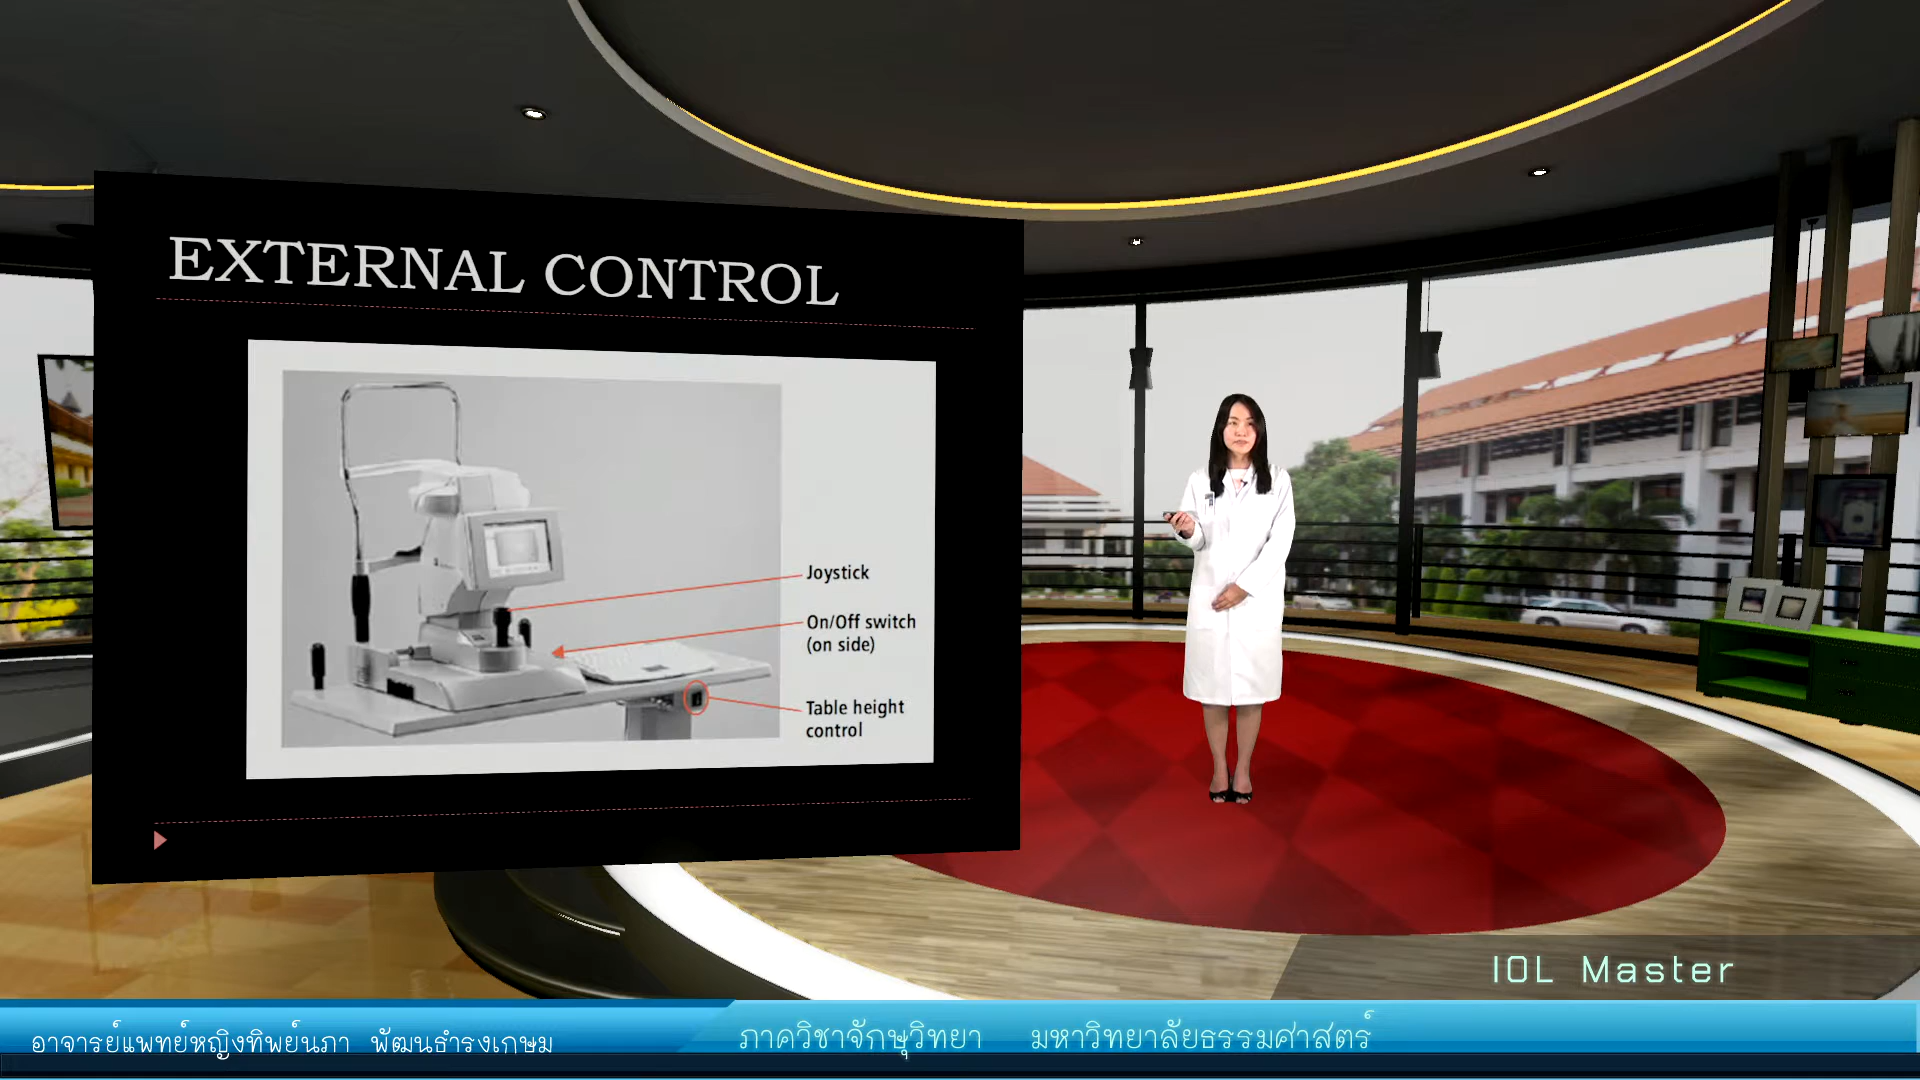 EXTERNAL CONTROL
Joystick
On/Off switch
(on side)
Table height
control
IOL Master
อาจารย์แพทย์หญิงทิพย์นภา พัฒนธำรงเกษม
ภาควิชาจักษุวิทยา มหาวิทยาลัยธรรมศาสตร์